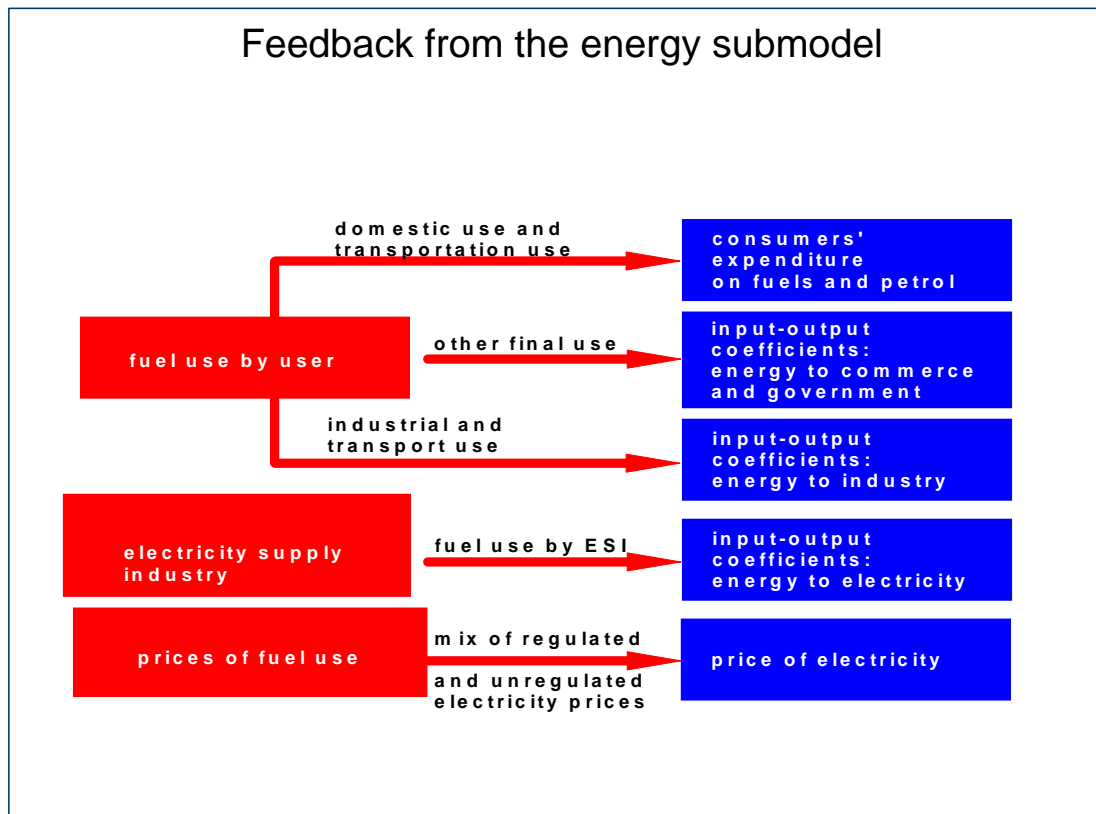 Feedback from the energy submodel
domestic use and
transportation use
consumers'
expenditure
on fuels and petrol
fuel use by user
other final use
input-output
coefficients:
energy to commerce
and government
industrial and
transport use
input-output
coefficients:
energy to industry
electricity supply
industry
fuel use by ESI
input-output
coefficients:
energy to electricity
prices of fuel use
mix of regulated
and unregulated
electricity prices
price of electricity